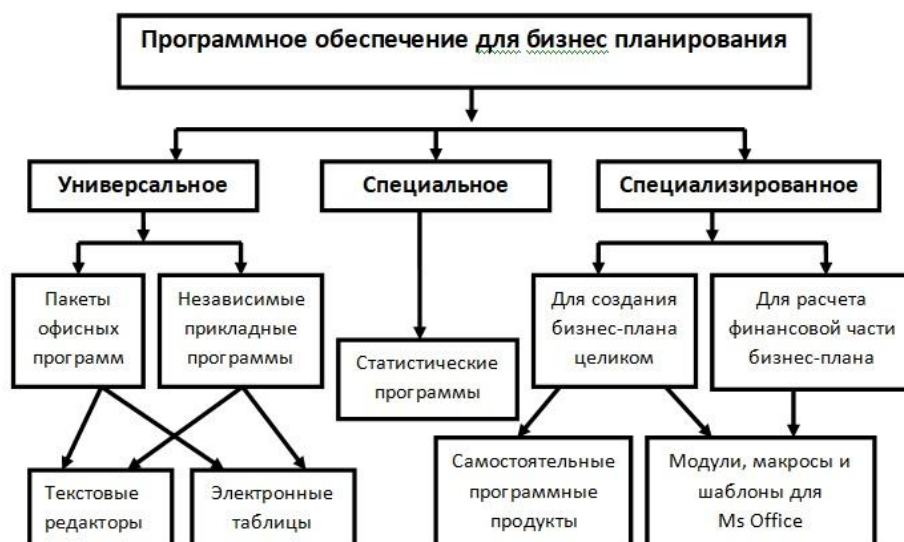 Программное обеспечение для бизнес планирования
Универсальное
Специальное
Специализированное
Пакеты
офисных
программ
Независимые
прикладные
программы
Для создания
бизнес-плана
целиком
Для расчета
финансовой части
бизнес-плана
Статистические
программы
Текстовые
редакторы
Электронные
таблицы
Самостоятельные
программные
продукты
Модули, макросы и
шаблоны для
Ms Office